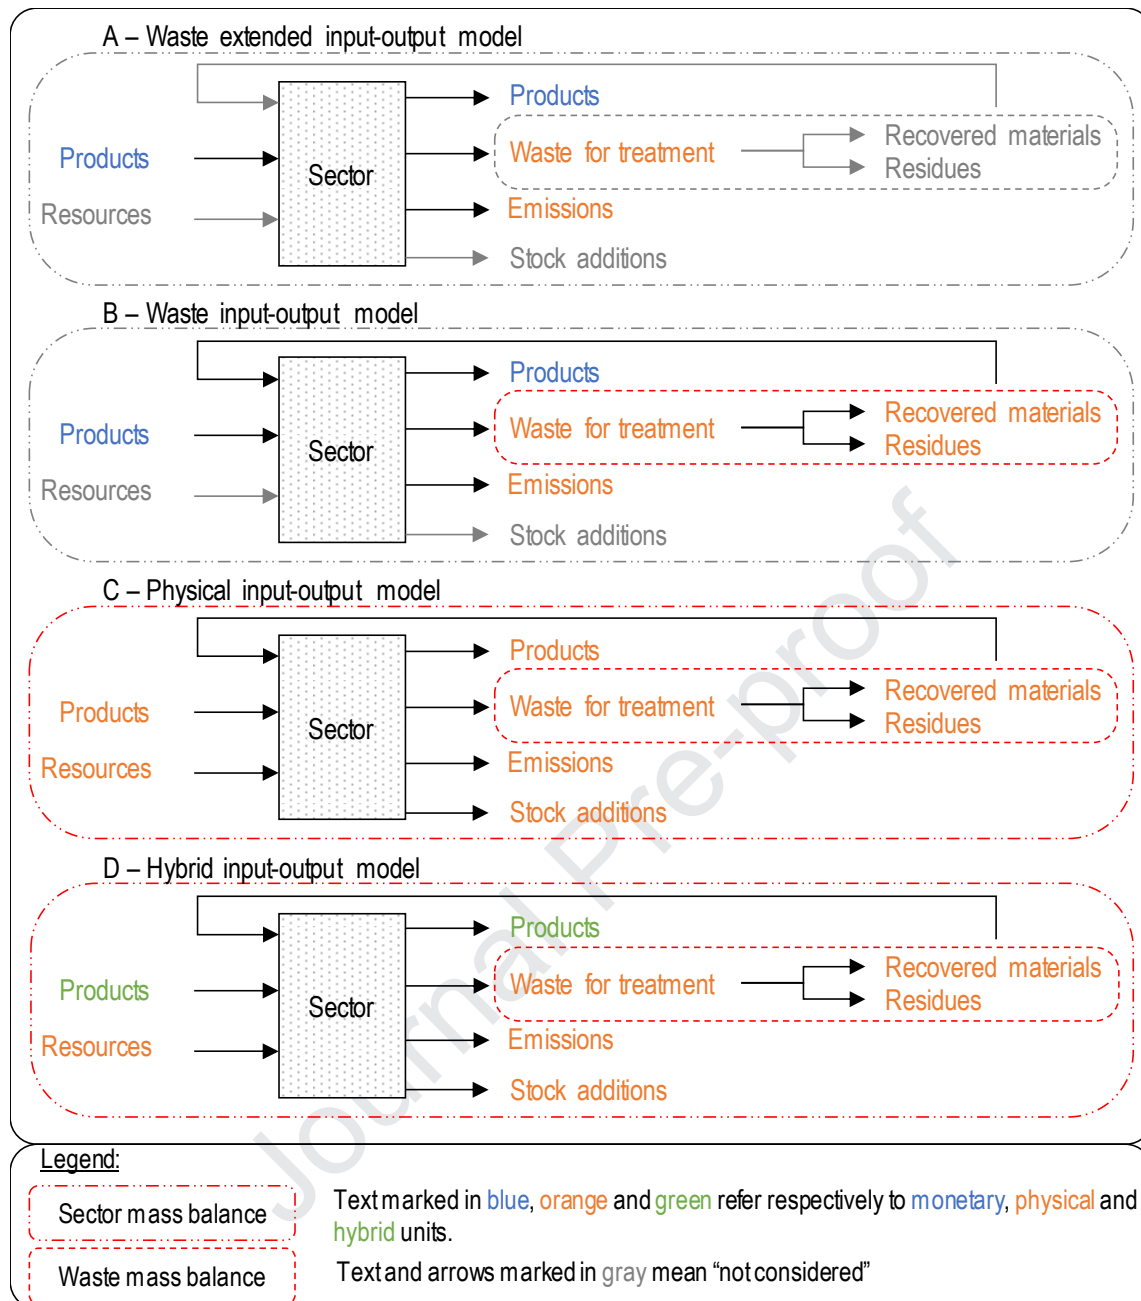 A – Waste extended input-output model
Products
Products
Waste for treatment
Recovered materials
Residues
Resources
Sector
Emissions
Stock additions
B – Waste input-output model
Products
Products
Waste for treatment
Recovered materials
Residues
Resources
Sector
Emissions
Stock additions
C – Physical input-output model
Products
Products
Waste for treatment
Recovered materials
Residues
Resources
Sector
Emissions
Stock additions
D – Hybrid input-output model
Products
Products
Waste for treatment
Recovered materials
Residues
Resources
Sector
Emissions
Stock additions
Journal Pre-proof
Legend:
Sector mass balance
Text marked in blue, orange and green refer respectively to monetary, physical and
hybrid units.
Waste mass balance
Text and arrows marked in gray mean “not considered”